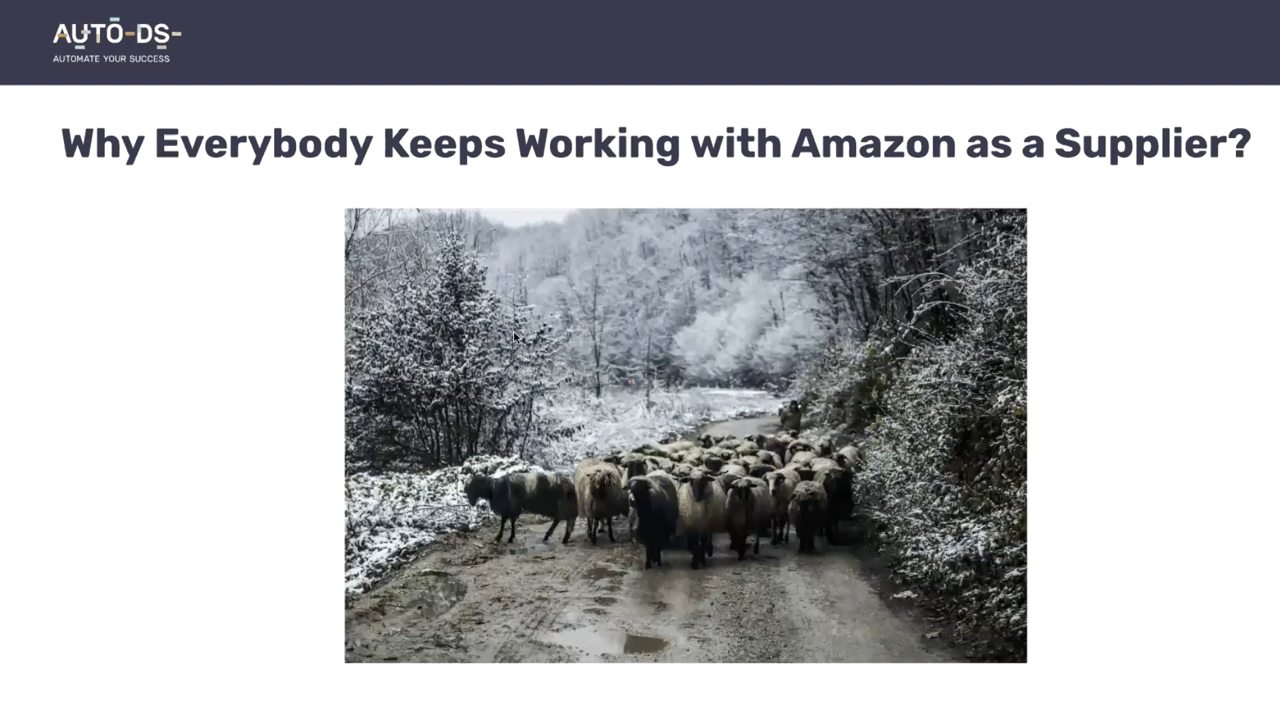 AUTO-DS-
AUTOMATE YOUR SUCCESS
Why Everybody Keeps Working with Amazon as a Supplier?